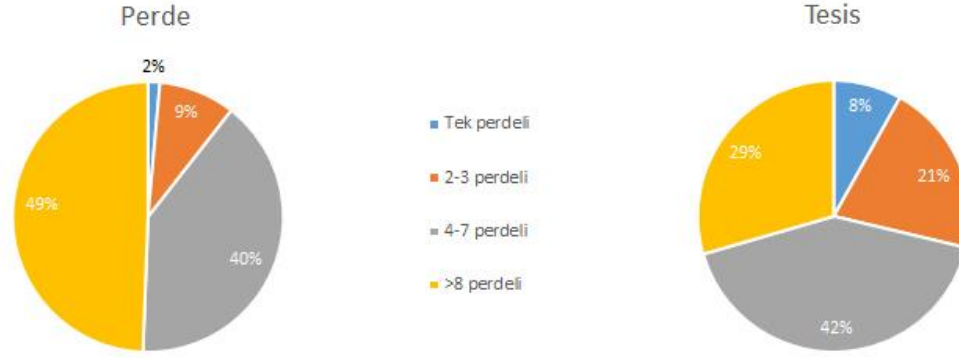 Perde
2%
9%
49%
40%
Tek perdeli
2-3 perdeli
4-7 perdeli
>8 perdeli
Tesis
8%
29%
21%
42%